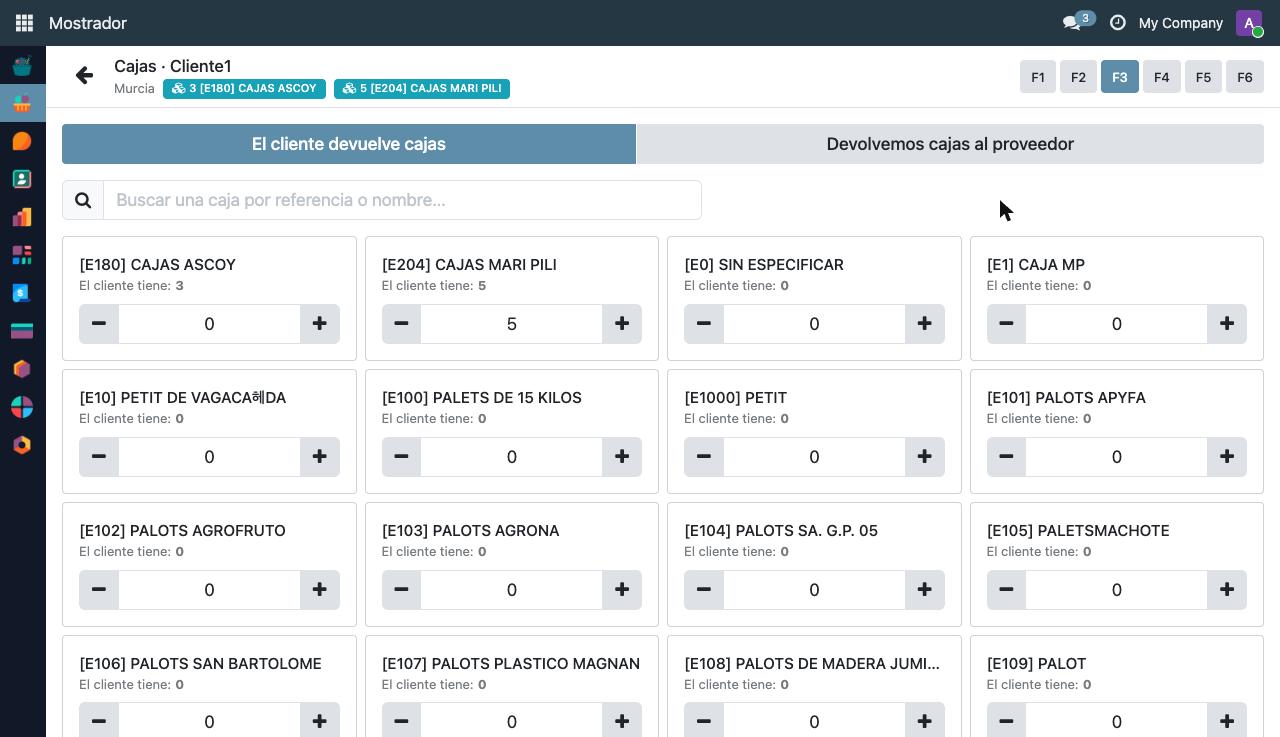 Mostrador
3
My Company
A
Cajas · Cliente1
Murcia
3 [E180] CAJAS ASCOY
5 [E204] CAJAS MARI PILI
F1
F2
F3
F4
F5
F6
El cliente devuelve cajas
Devolvemos cajas al proveedor
Buscar una caja por referencia o nombre...
[E180] CAJAS ASCOY
El cliente tiene: 3
0
[E204] CAJAS MARI PILI
El cliente tiene: 5
5
[E0] SIN ESPECIFICAR
El cliente tiene: 0
0
[E1] CAJA MP
El cliente tiene: 0
0
[E10] PETIT DE VAGACA헤DA
El cliente tiene: 0
0
[E100] PALETS DE 15 KILOS
El cliente tiene: 0
0
[E1000] PETIT
El cliente tiene: 0
0
[E101] PALOTS APYFA
El cliente tiene: 0
0
[E102] PALOTS AGROFRUTO
El cliente tiene: 0
0
[E103] PALOTS AGRONA
El cliente tiene: 0
0
[E104] PALOTS SA. G.P. 05
El cliente tiene: 0
0
[E105] PALETSMACHOTE
El cliente tiene: 0
0
[E106] PALOTS SAN BARTOLOME
El cliente tiene: 0
0
[E107] PALOTS PLASTICO MAGNAN
El cliente tiene: 0
0
[E108] PALOTS DE MADERA JUMI...
El cliente tiene: 0
0
[E109] PALOT
El cliente tiene: 0
0